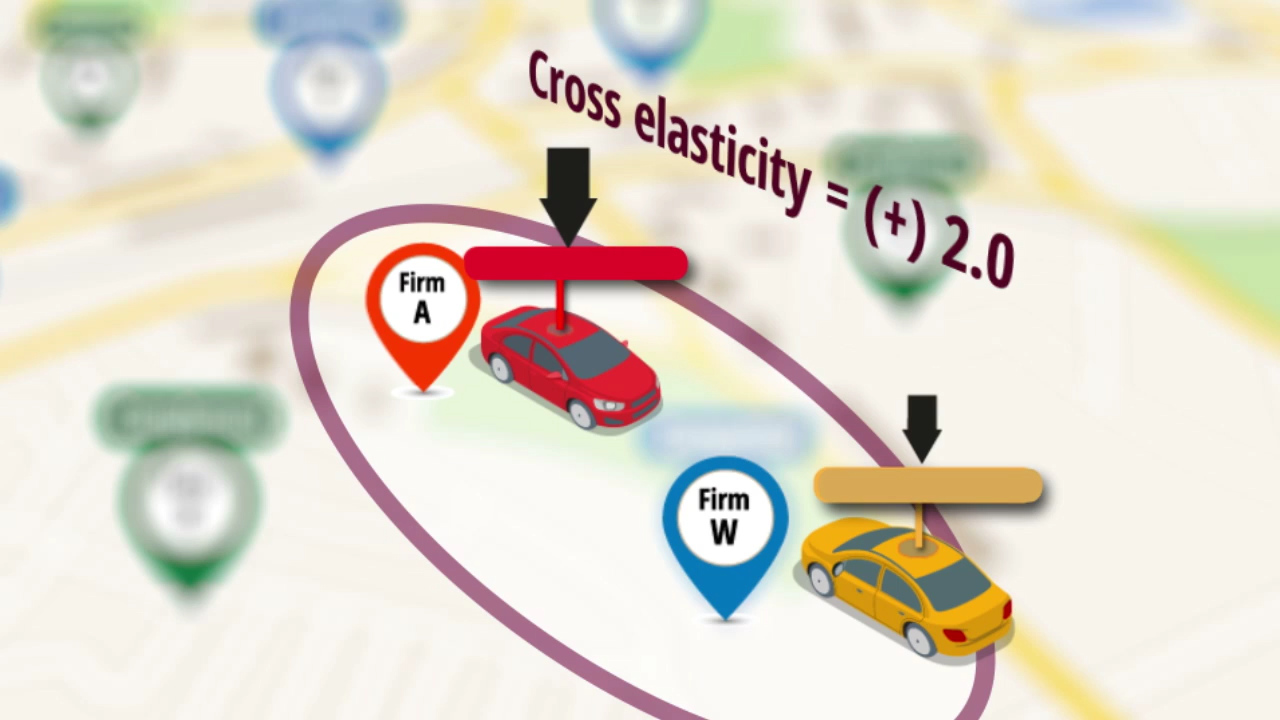 Cross elasticity = (+) 2.0
Firm
A
Firm
W